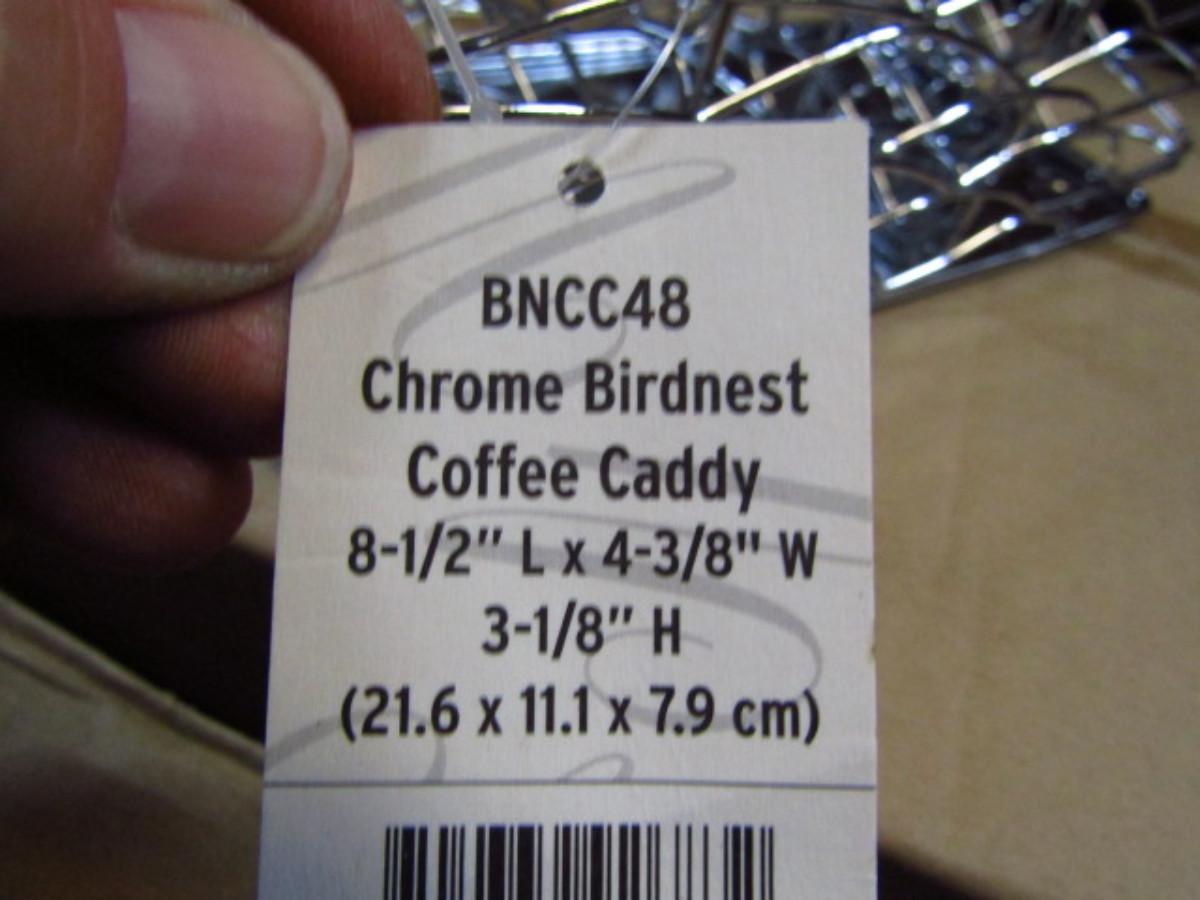 BNCC48
Chrome Birdnest
Coffee Caddy
8-1/2” L x 4-3/8" W
3-1/8” H
(21.6 x 11.1 x 7.9 cm)